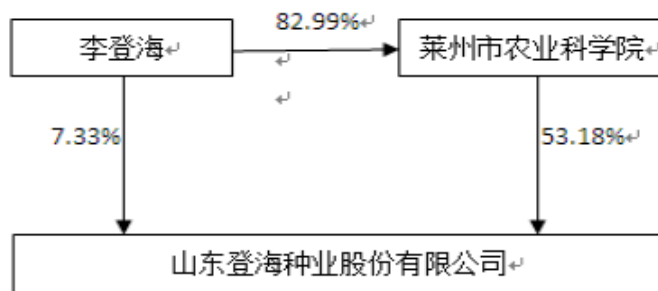 82.99%
李登海
莱州市农业科学院
7.33%
53.18%
山东登海种业股份有限公司